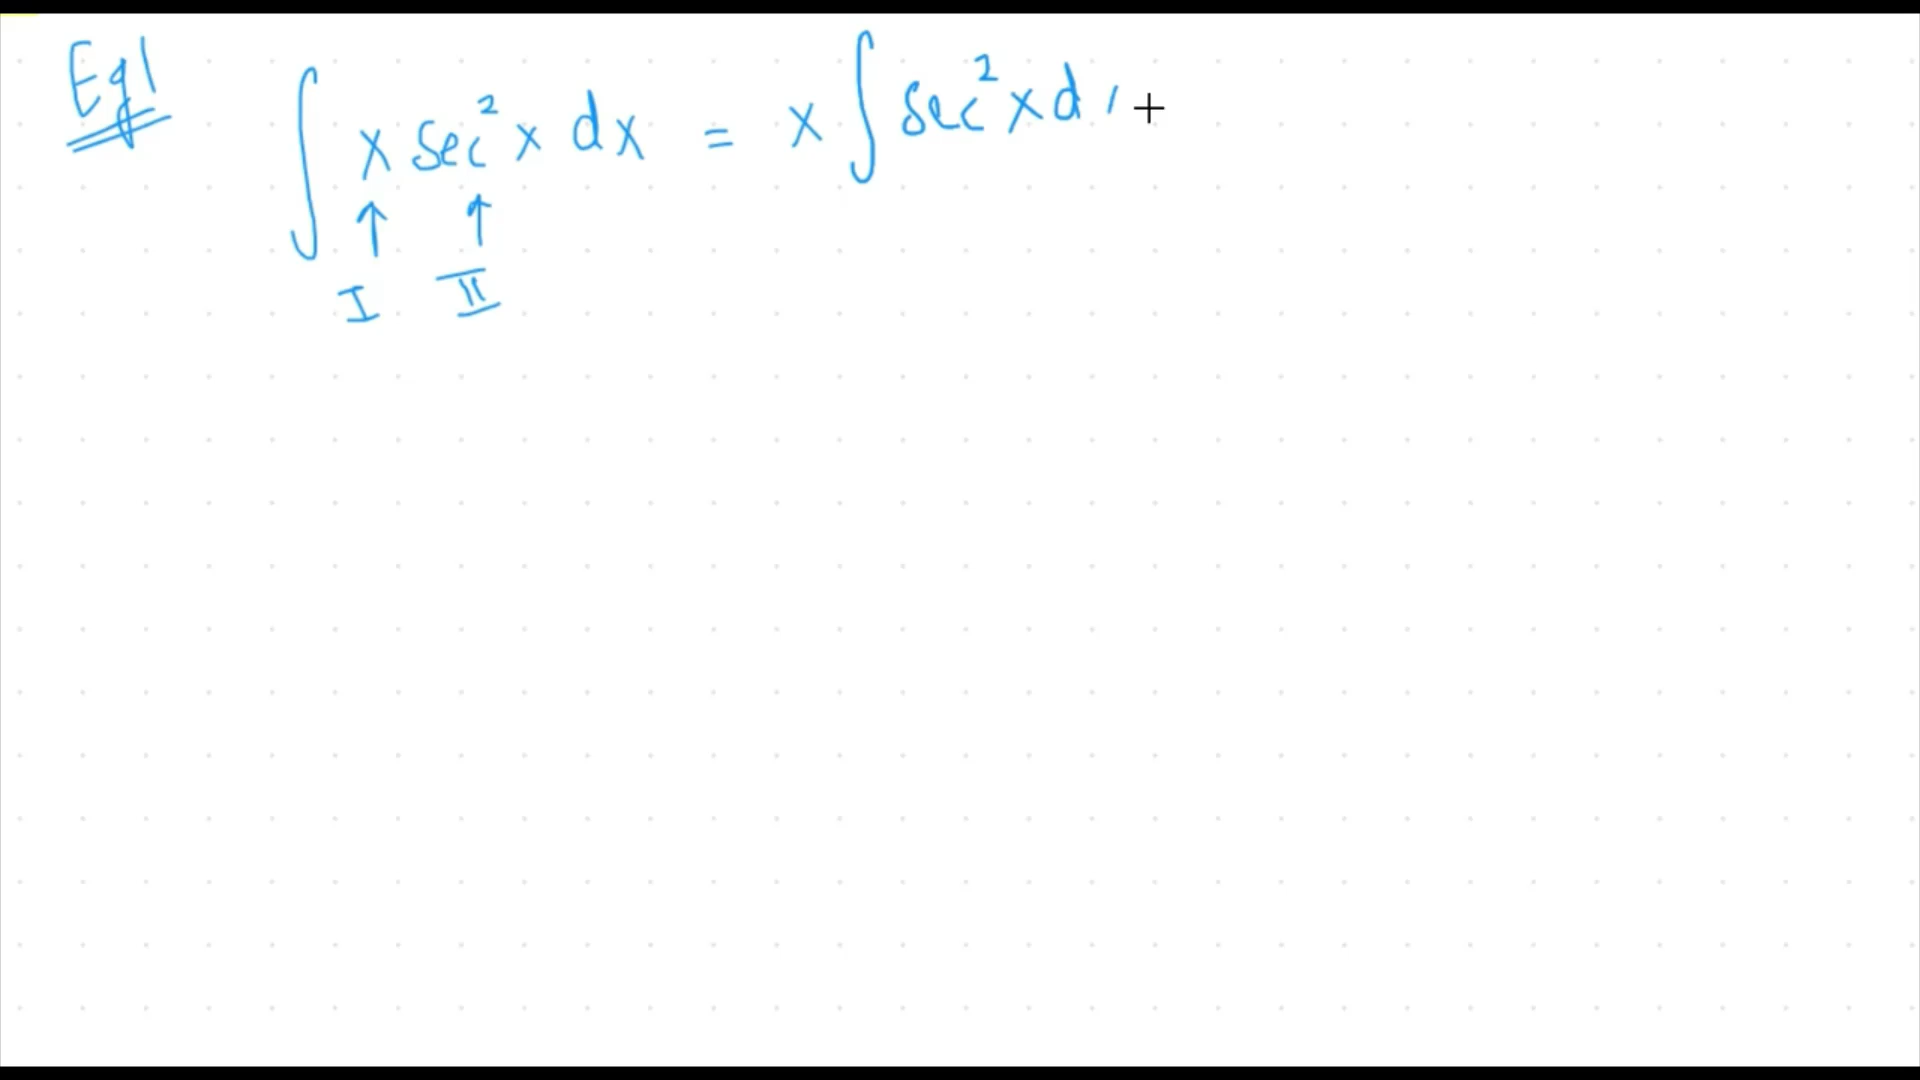 Eg1 ∫ x sec² x dx = x ∫ sec² x d
↑ ↑
I II